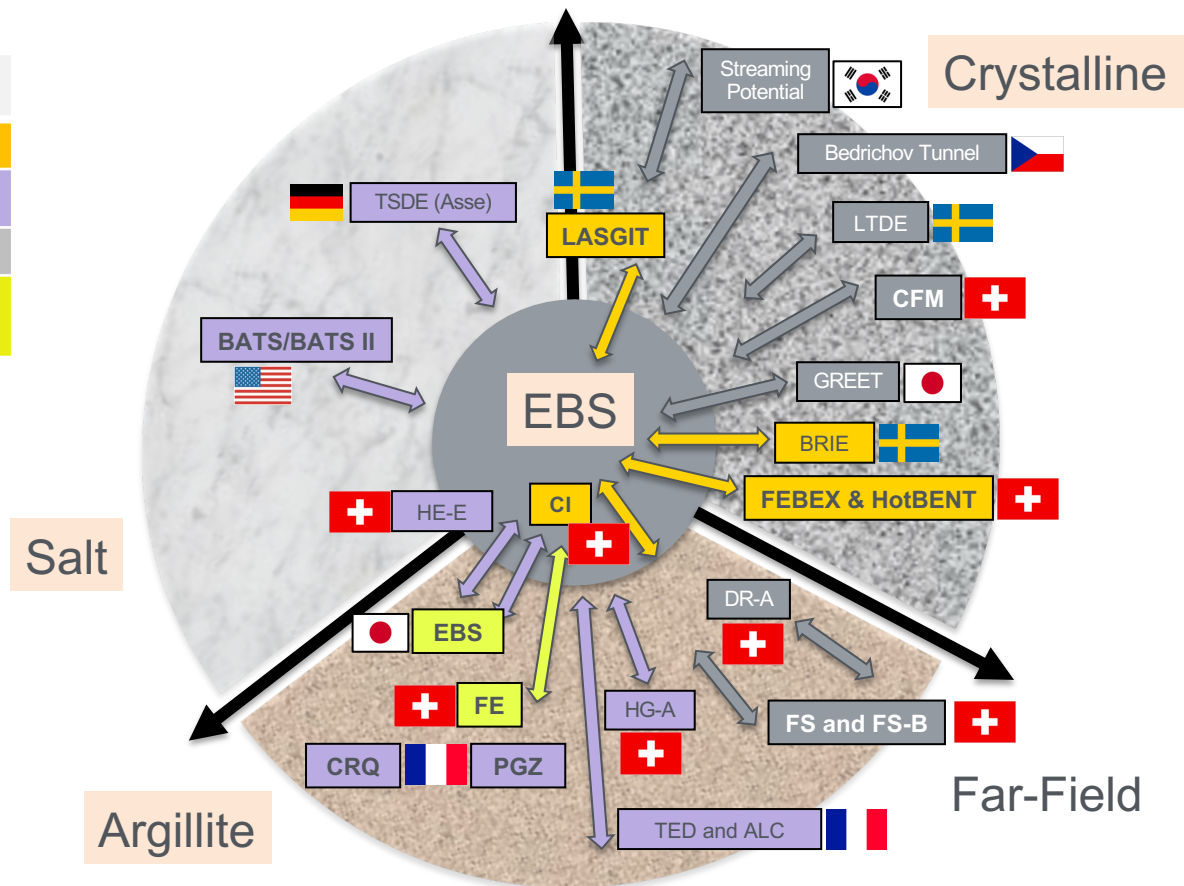 Streaming
Potential
Crystalline
Bedrichov Tunnel
TSDE (Asse)
LASGIT
LTDE
CFM
BATS/BATS II
GREET
EBS
BRIE
FEBEX & HotBENT
CI
HE-E
Salt
DR-A
EBS
FE
HG-A
FS and FS-B
CRQ
PGZ
Far-Field
Argillite
TED and ALC